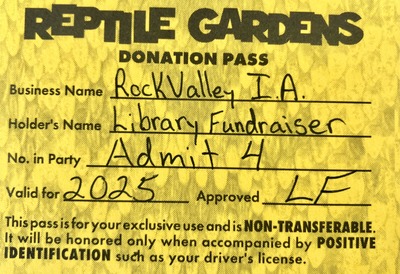 REPTILE GARDENS
DONATION PASS
Business Name RockValley I.A.
Holder's Name Library Fundraiser
No. in Party Admit 4
Valid for 2025 Approved LF
This pass is for your exclusive use and is NON-TRANSFERABLE.
It will be honored only when accompanied by POSITIVE
IDENTIFICATION such as your driver's license.